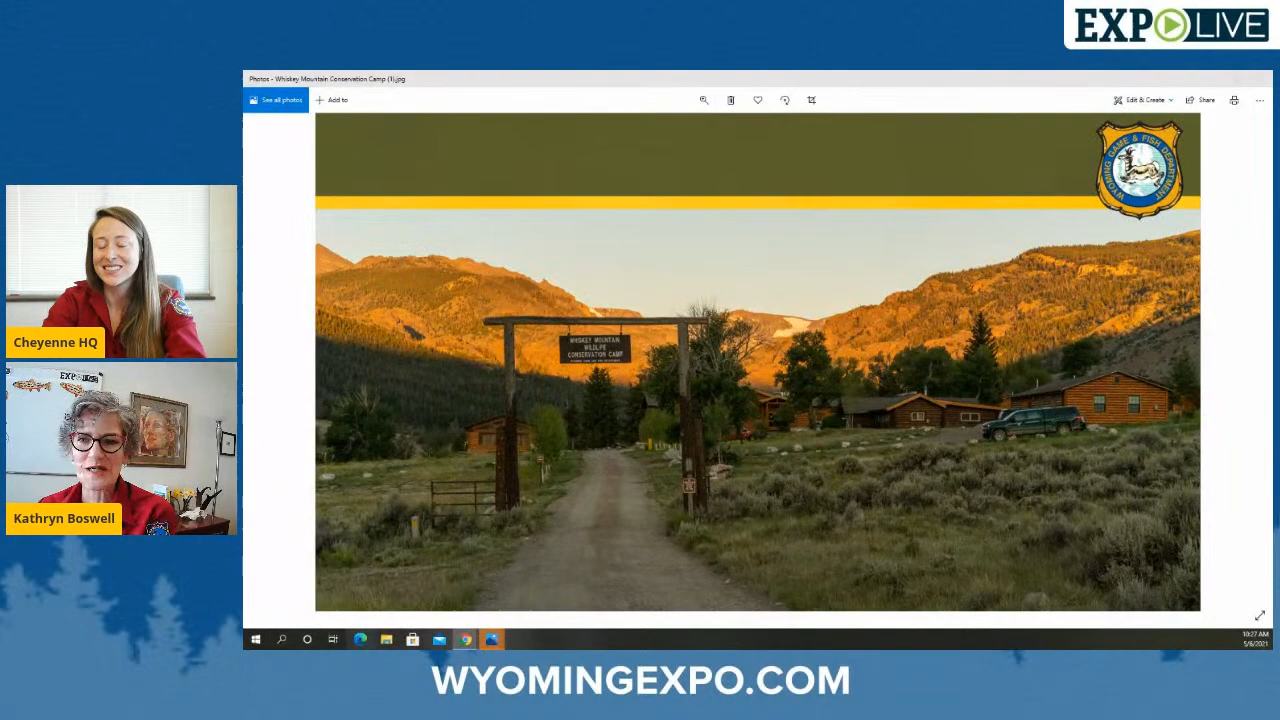 EXPO LIVE
Photos - Whiskey Mountain Conservation Camp (1).jpg
See all photos
Add to
Edit & Create
Share
WYOMING GAME & FISH DEPARTMENT
WHISKEY MOUNTAIN
WILDLIFE
CONSERVATION CAMP
Cheyenne HQ
EXPO
Kathryn Boswell
10:27 AM
5/6/2021
WYOMINGEXPO.COM